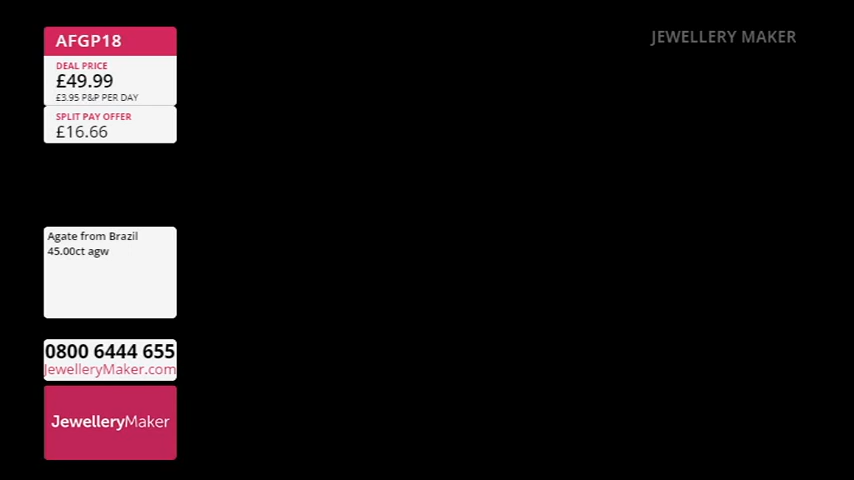 AFGP18
JEWELLERY MAKER
DEAL PRICE
£49.99
£3.95 P&P PER DAY
SPLIT PAY OFFER
£16.66
Agate from Brazil
45.00ct agw
0800 6444 655
JewelleryMaker.com
JewelleryMaker